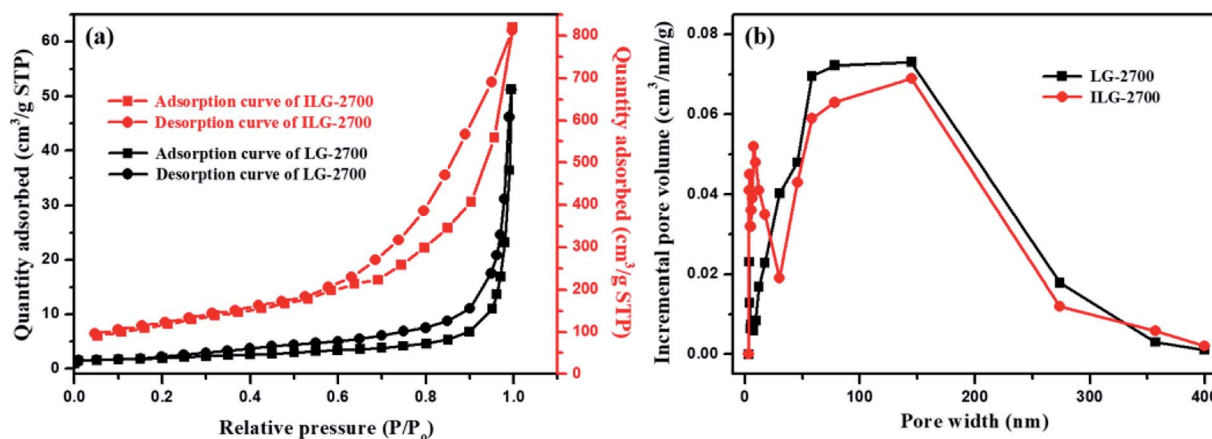 (a)
Quantity adsorbed (cm³/g STP)
60
50
40
30
20
10
0
Adsorption curve of ILG-2700
Desorption curve of ILG-2700
Adsorption curve of LG-2700
Desorption curve of LG-2700
800
700
600
500
400
300
200
100
0
Quantity adsorbed (cm³/g STP)
0.0 0.2 0.4 0.6 0.8 1.0
Relative pressure (P/P₀)
(b)
Incremental pore volume (cm³/nm/g)
0.08
0.06
0.04
0.02
0.00
LG-2700
ILG-2700
0 100 200 300 400
Pore width (nm)